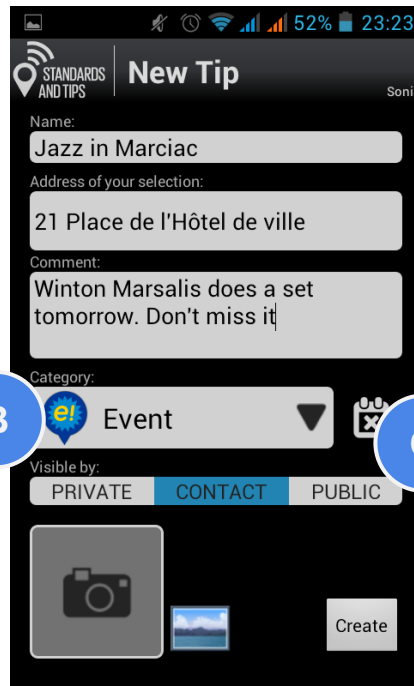 52% 23:23
STANDARDS
AND TIPS
New Tip
Soni
Name:
Jazz in Marciac
Address of your selection:
21 Place de l'Hôtel de ville
Comment:
Winton Marsalis does a set
tomorrow. Don't miss it
Category:
e! Event
Visible by:
PRIVATE CONTACT PUBLIC
Create